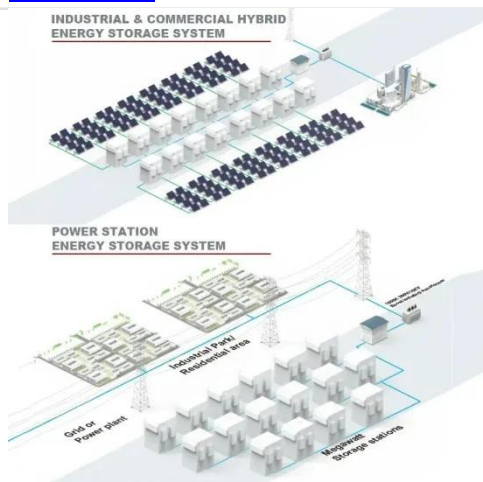 INDUSTRIAL & COMMERCIAL HYBRID
ENERGY STORAGE SYSTEM
POWER STATION
ENERGY STORAGE SYSTEM
Industrial Park/
Residential area
Grid or
Power plant
Megawatt
Storage stations